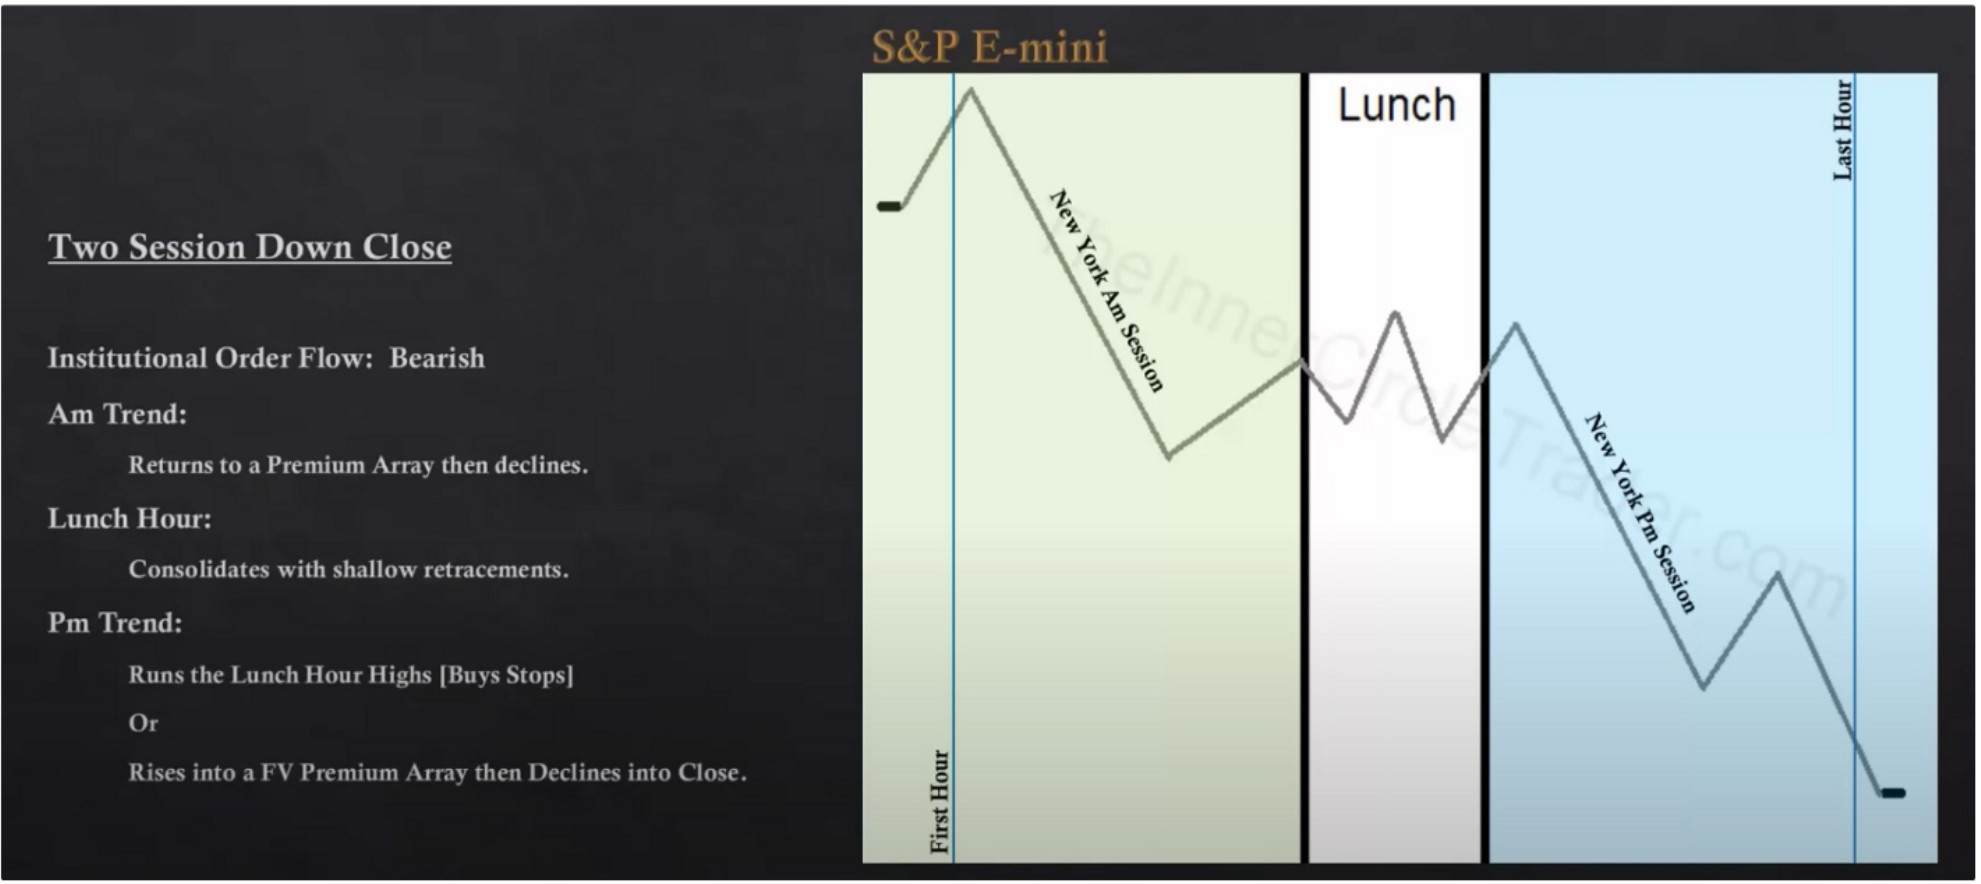 S&P E-mini
Two Session Down Close
Institutional Order Flow: Bearish
Am Trend:
Returns to a Premium Array then declines.
Lunch Hour:
Consolidates with shallow retracements.
Pm Trend:
Runs the Lunch Hour Highs [Buys Stops]
Or
Rises into a FV Premium Array then Declines into Close.
First Hour
New York Am Session
Lunch
New York Pm Session
Last Hour
TheInnerCircleTrader.com